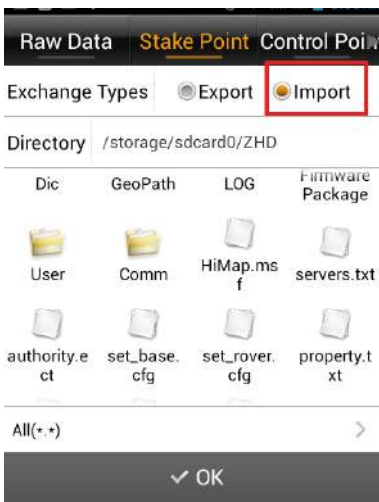 Raw Data Stake Point Control Poi
Exchange Types Export Import
Directory /storage/sdcard0/ZHD
Dic GeoPath LOG Firmware
Package
User Comm HiMap.ms
f servers.txt
authority.e
ct set_base.
cfg set_rover.
cfg property.t
xt
All(*.*)
OK